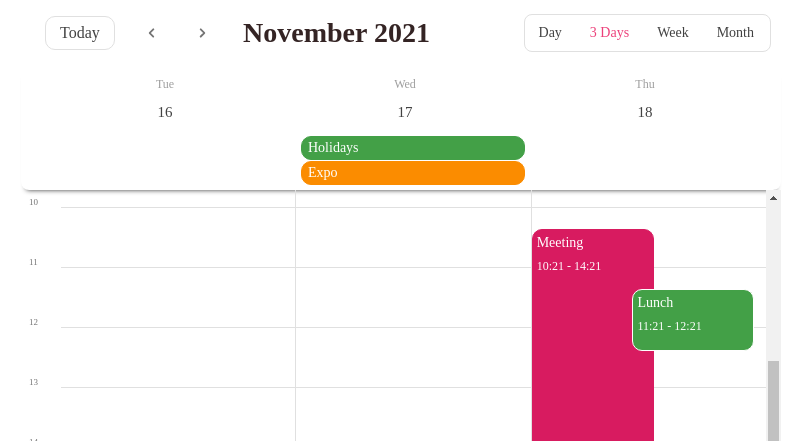 Today
November 2021
Day 3 Days Week Month
Tue Wed Thu
16 17 18
Holidays
Expo
10
Meeting
10:21 - 14:21
11
Lunch
11:21 - 12:21
12
13